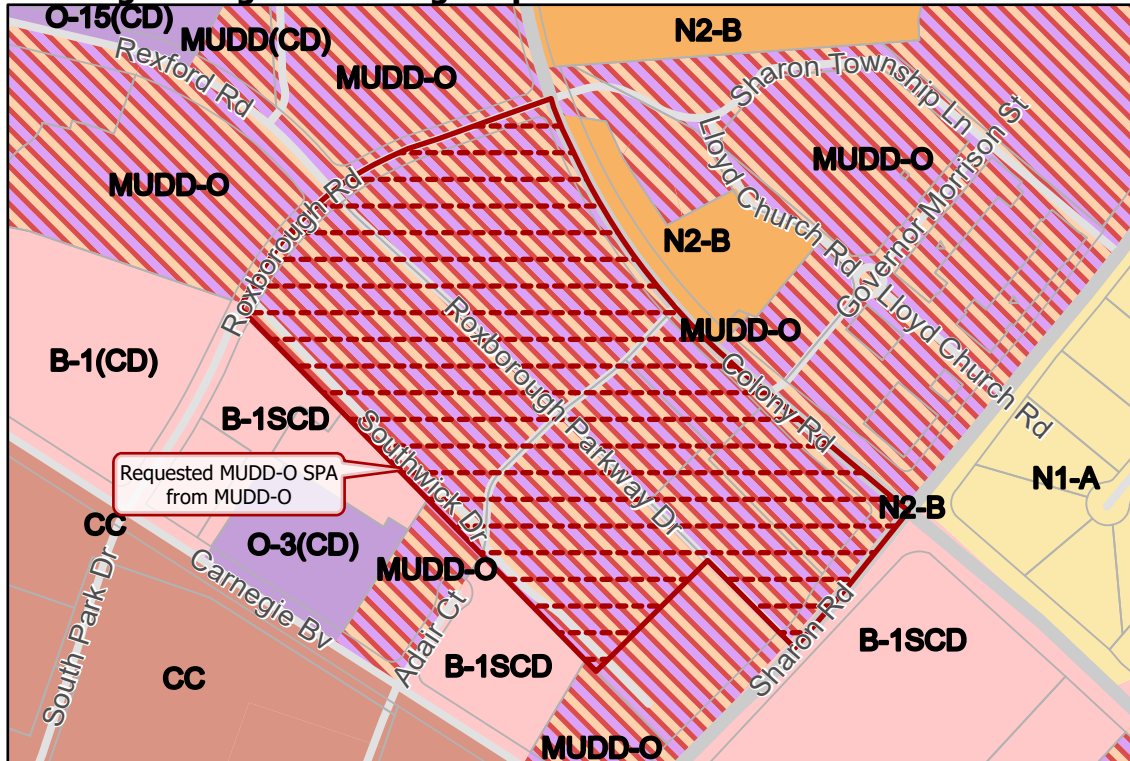 O-15(CD)
MUDD(CD)
N2-B
Rexford Rd
MUDD-O
Sharon Township Ln
Governor Morrison St
MUDD-O
Lloyd Church Rd
MUDD-O
Roxborough Rd
N2-B
Lloyd Church Rd
MUDD-O
Roxborough Parkway Dr
B-1(CD)
Colony Rd
B-1SCD
Southwick Dr
Requested MUDD-O SPA
from MUDD-O
N1-A
N2-B
CC
O-3(CD)
MUDD-O
Carnegie Bv
South Park Dr
Adair Ct
Sharon Rd
B-1SCD
B-1SCD
CC
MUDD-O